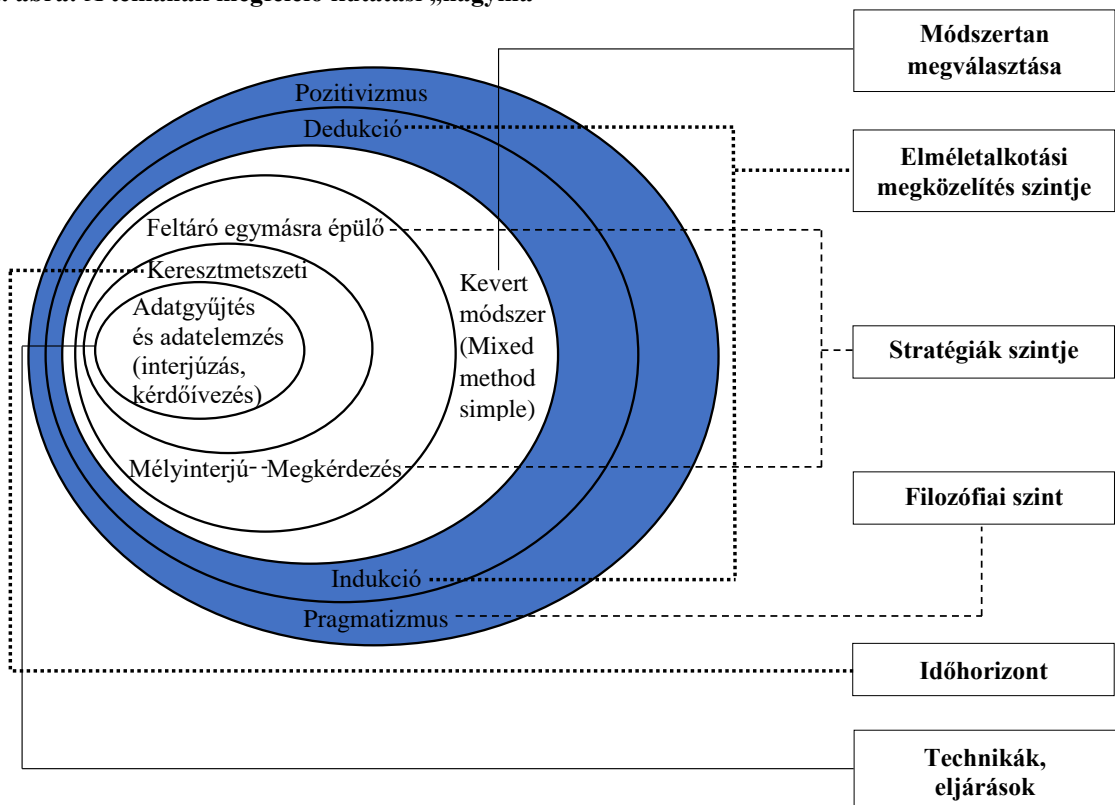 Módszertan
megválasztása
Pozitivizmus
Dedukció
Elméletalkotási
megközelítés szintje
Feltáró egymásra épülő
Keresztmetszeti
Kevert
módszer
(Mixed
method
simple)
Adatgyűjtés
és adatelemzés
(interjúzás,
kérdőívezés)
Stratégiák szintje
Mélyinterjú
Megkérdezés
Filozófiai szint
Indukció
Pragmatizmus
Időhorizont
Technikák,
eljárások